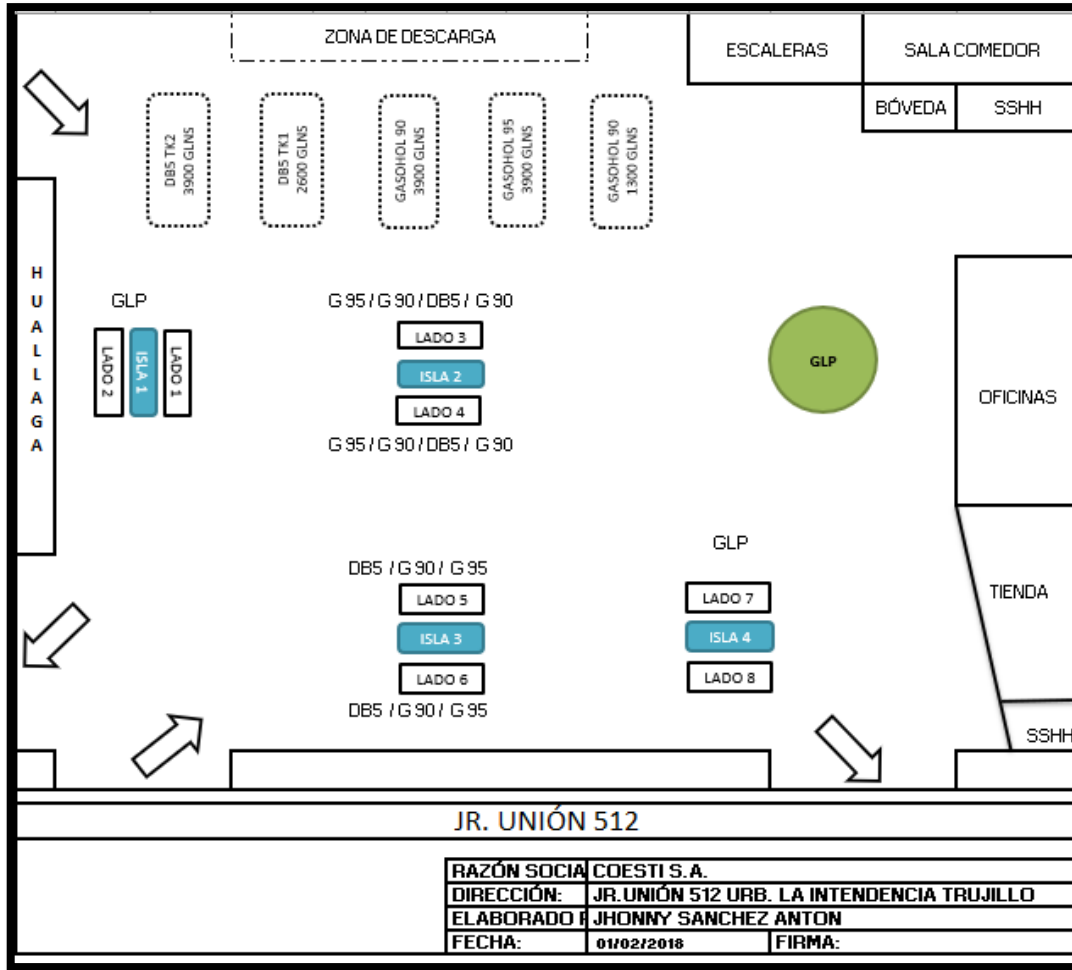 ZONA DE DESCARGA
ESCALERAS
SALA COMEDOR
BÓVEDA
SSHH
DB5 TK2
3900 GLNS
DB5 TK1
2600 GLNS
GASOHOL 90
3900 GLNS
GASOHOL 95
3900 GLNS
GASOHOL 90
1300 GLNS
HUALLAGA
GLP
LADO 2
ISLA 1
LADO 1
G 95 / G 90 / DB5 / G 90
LADO 3
ISLA 2
LADO 4
G 95 / G 90 / DB5 / G 90
GLP
OFICINAS
DB5 / G 90 / G 95
LADO 5
ISLA 3
LADO 6
DB5 / G 90 / G 95
GLP
LADO 7
ISLA 4
LADO 8
TIENDA
SSHH
JR. UNIÓN 512
RAZÓN SOCIA COESTI S.A.
DIRECCIÓN: JR.UNIÓN 512 URB. LA INTENDENCIA TRUJILLO
ELABORADO P JHONNY SANCHEZ ANTON
FECHA: 01/02/2018 FIRMA: